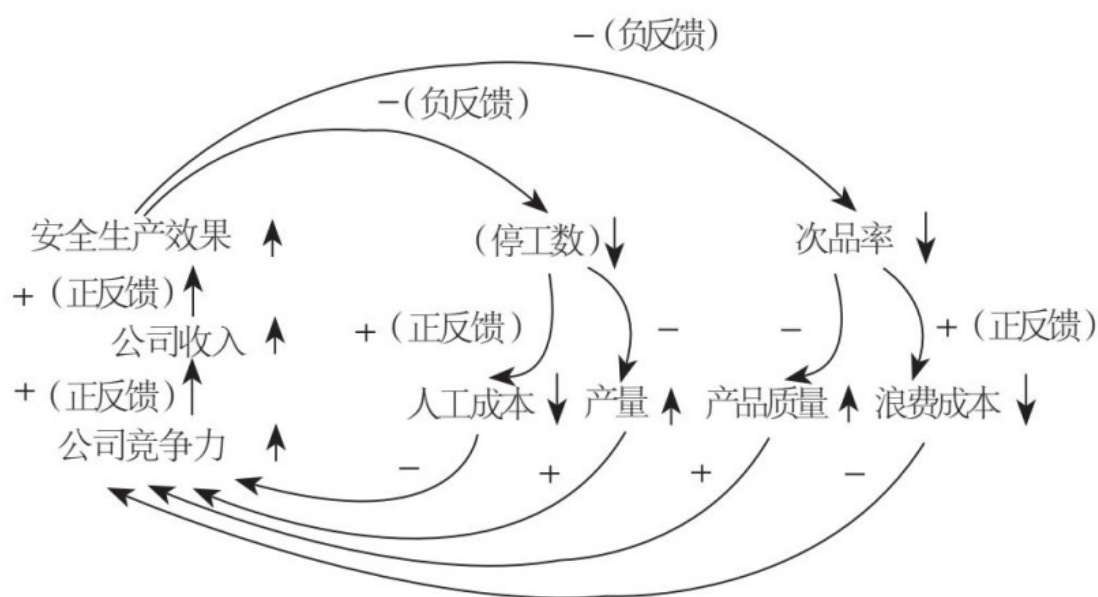 －(负反馈)
－(负反馈)
安全生产效果
(停工数)
次品率
+ (正反馈)
公司收入
+ (正反馈)
－
－
+ (正反馈)
+ (正反馈)
人工成本
产量
产品质量
浪费成本
公司竞争力
－
+
+
－